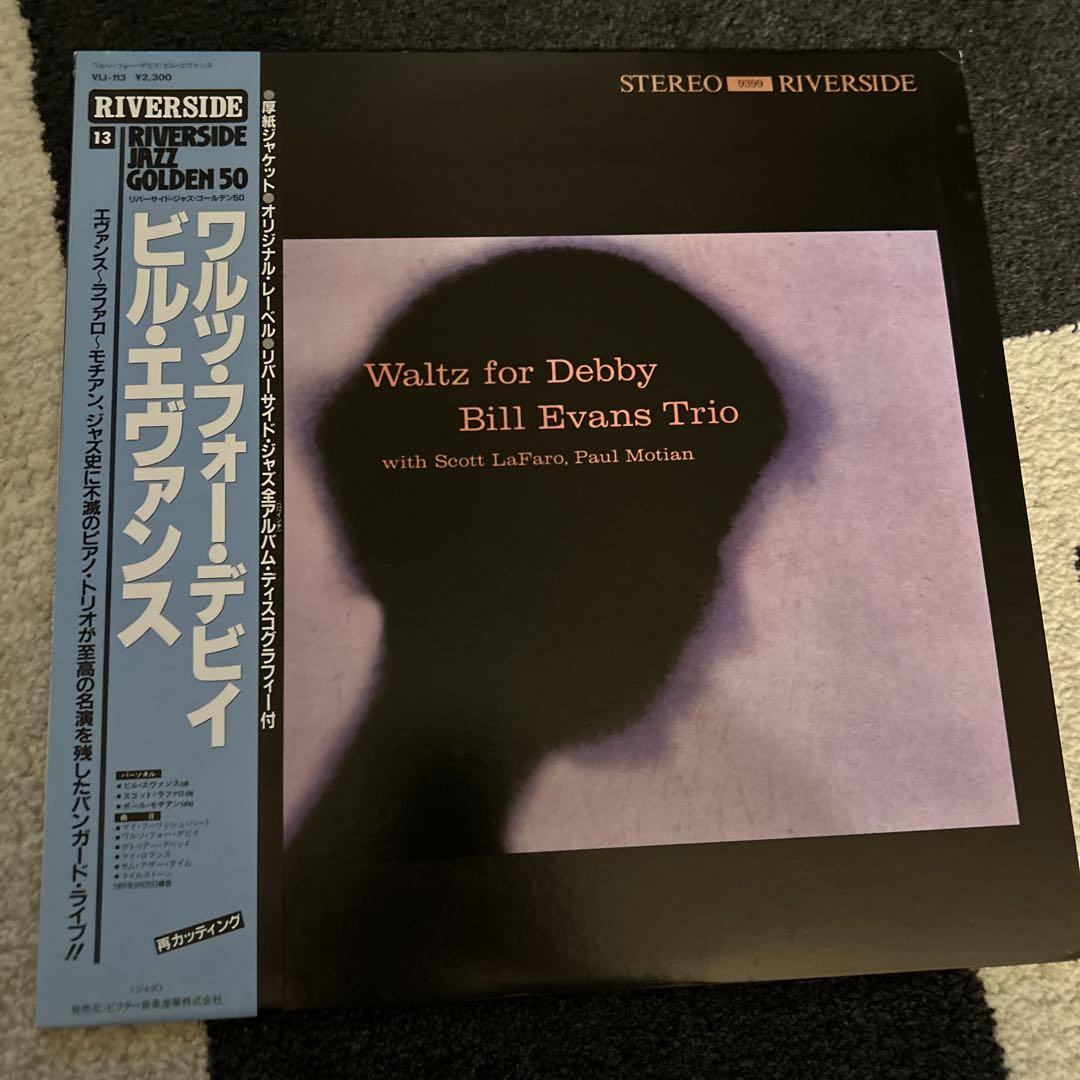 ワルツ・フォー・デビイ/ビル・エヴァンス
VIJ-113 ¥2,300
RIVERSIDE
13
RIVERSIDE
JAZZ
GOLDEN 50
リバーサイド・ジャズ・ゴールデン50
ワルツ・フォー・デビイ
ビル・エヴァンス
エヴァンス〜ラファロ〜モチアン、ジャズ史に不滅のピアノ・トリオが至高の名演を残したバンガード・ライブ!!
●厚紙ジャケット●オリジナル・レーベル●リバーサイド・ジャズ全アルバム・ディスコグラフィー付
パーソネル
ビル・エヴァンス(p)
スコット・ラファロ(b)
ポール・モチアン(ds)
曲目
マイ・フーリッシュ・ハート
ワルツ・フォー・デビイ
デトゥアー・アヘッド
マイ・ロマンス
サム・アザー・タイム
マイルストーン
1961年6月25日録音
再カッティング
〈ジャズ〉
発売元:ビクター音楽産業株式会社
STEREO 9399 RIVERSIDE
Waltz for Debby
Bill Evans Trio
with Scott LaFaro, Paul Motian